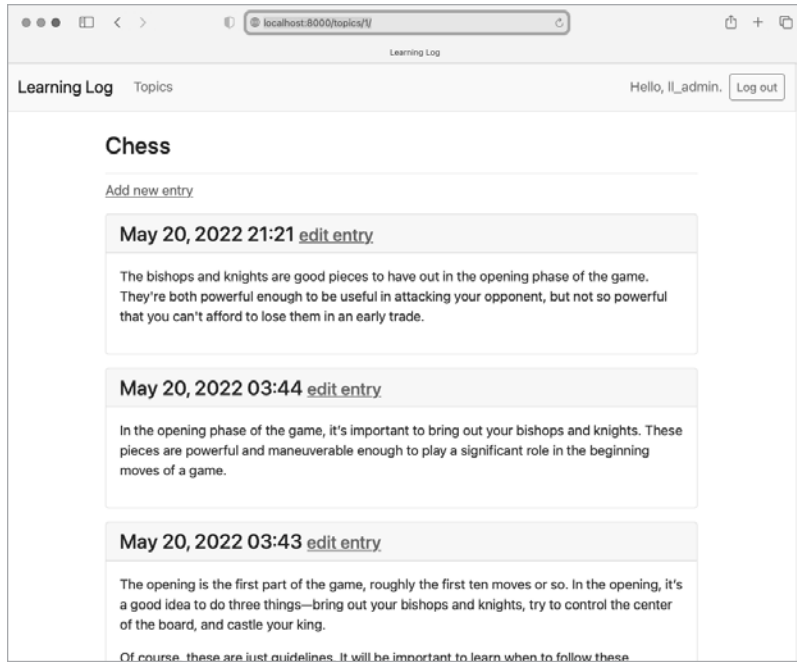 localhost:8000/topics/1/
Learning Log
Learning Log Topics Hello, ll_admin. Log out
Chess
Add new entry
May 20, 2022 21:21 edit entry
The bishops and knights are good pieces to have out in the opening phase of the game.
They're both powerful enough to be useful in attacking your opponent, but not so powerful
that you can't afford to lose them in an early trade.
May 20, 2022 03:44 edit entry
In the opening phase of the game, it's important to bring out your bishops and knights. These
pieces are powerful and maneuverable enough to play a significant role in the beginning
moves of a game.
May 20, 2022 03:43 edit entry
The opening is the first part of the game, roughly the first ten moves or so. In the opening, it's
a good idea to do three things—bring out your bishops and knights, try to control the center
of the board, and castle your king.
Of course, these are just guidelines. It will be important to learn when to follow these